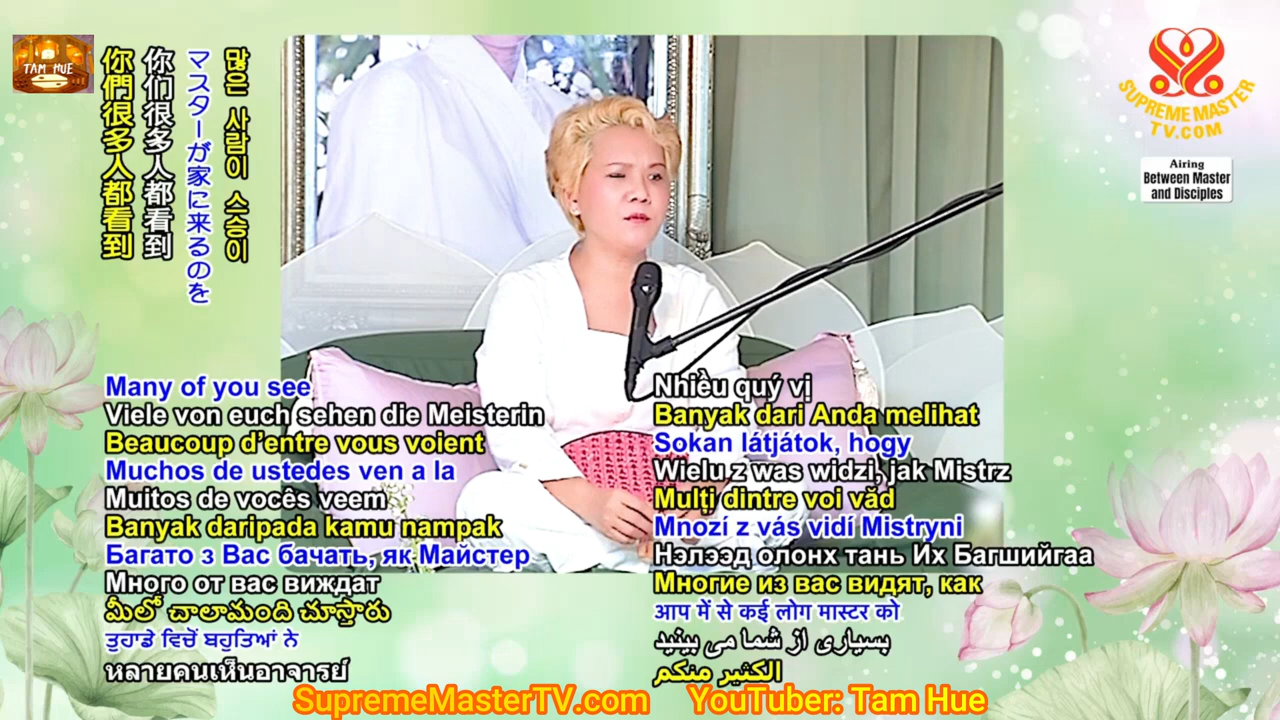 TAM HUE
你們很多人都看到
你们很多人都看到
マスターが家に来るのを
많은 사람이 스승이
SUPREME MASTER
TV.COM
Airing
Between Master
and Disciples
Many of you see
Viele von euch sehen die Meisterin
Beaucoup d'entre vous voient
Muchos de ustedes ven a la
Muitos de vocês veem
Banyak daripada kamu nampak
Багато з Вас бачать, як Майстер
Много от вас виждат
మీలో చాలామంది చూస్తారు
ਤੁਹਾਡੇ ਵਿਚੋਂ ਬਹੁਤਿਆਂ ਨੇ
หลายคนเห็นอาจารย์
Nhiều quý vị
Banyak dari Anda melihat
Sokan látjátok, hogy
Wielu z was widzi, jak Mistrz
Mulți dintre voi văd
Mnozí z vás vidí Mistryni
Нэлээд олонх тань Их Багшийгаа
Многие из вас видят, как
आप में से कई लोग मास्टर को
بسیاری از شما می بینید
الكثير منكم
SupremeMasterTV.com YouTuber: Tam Hue